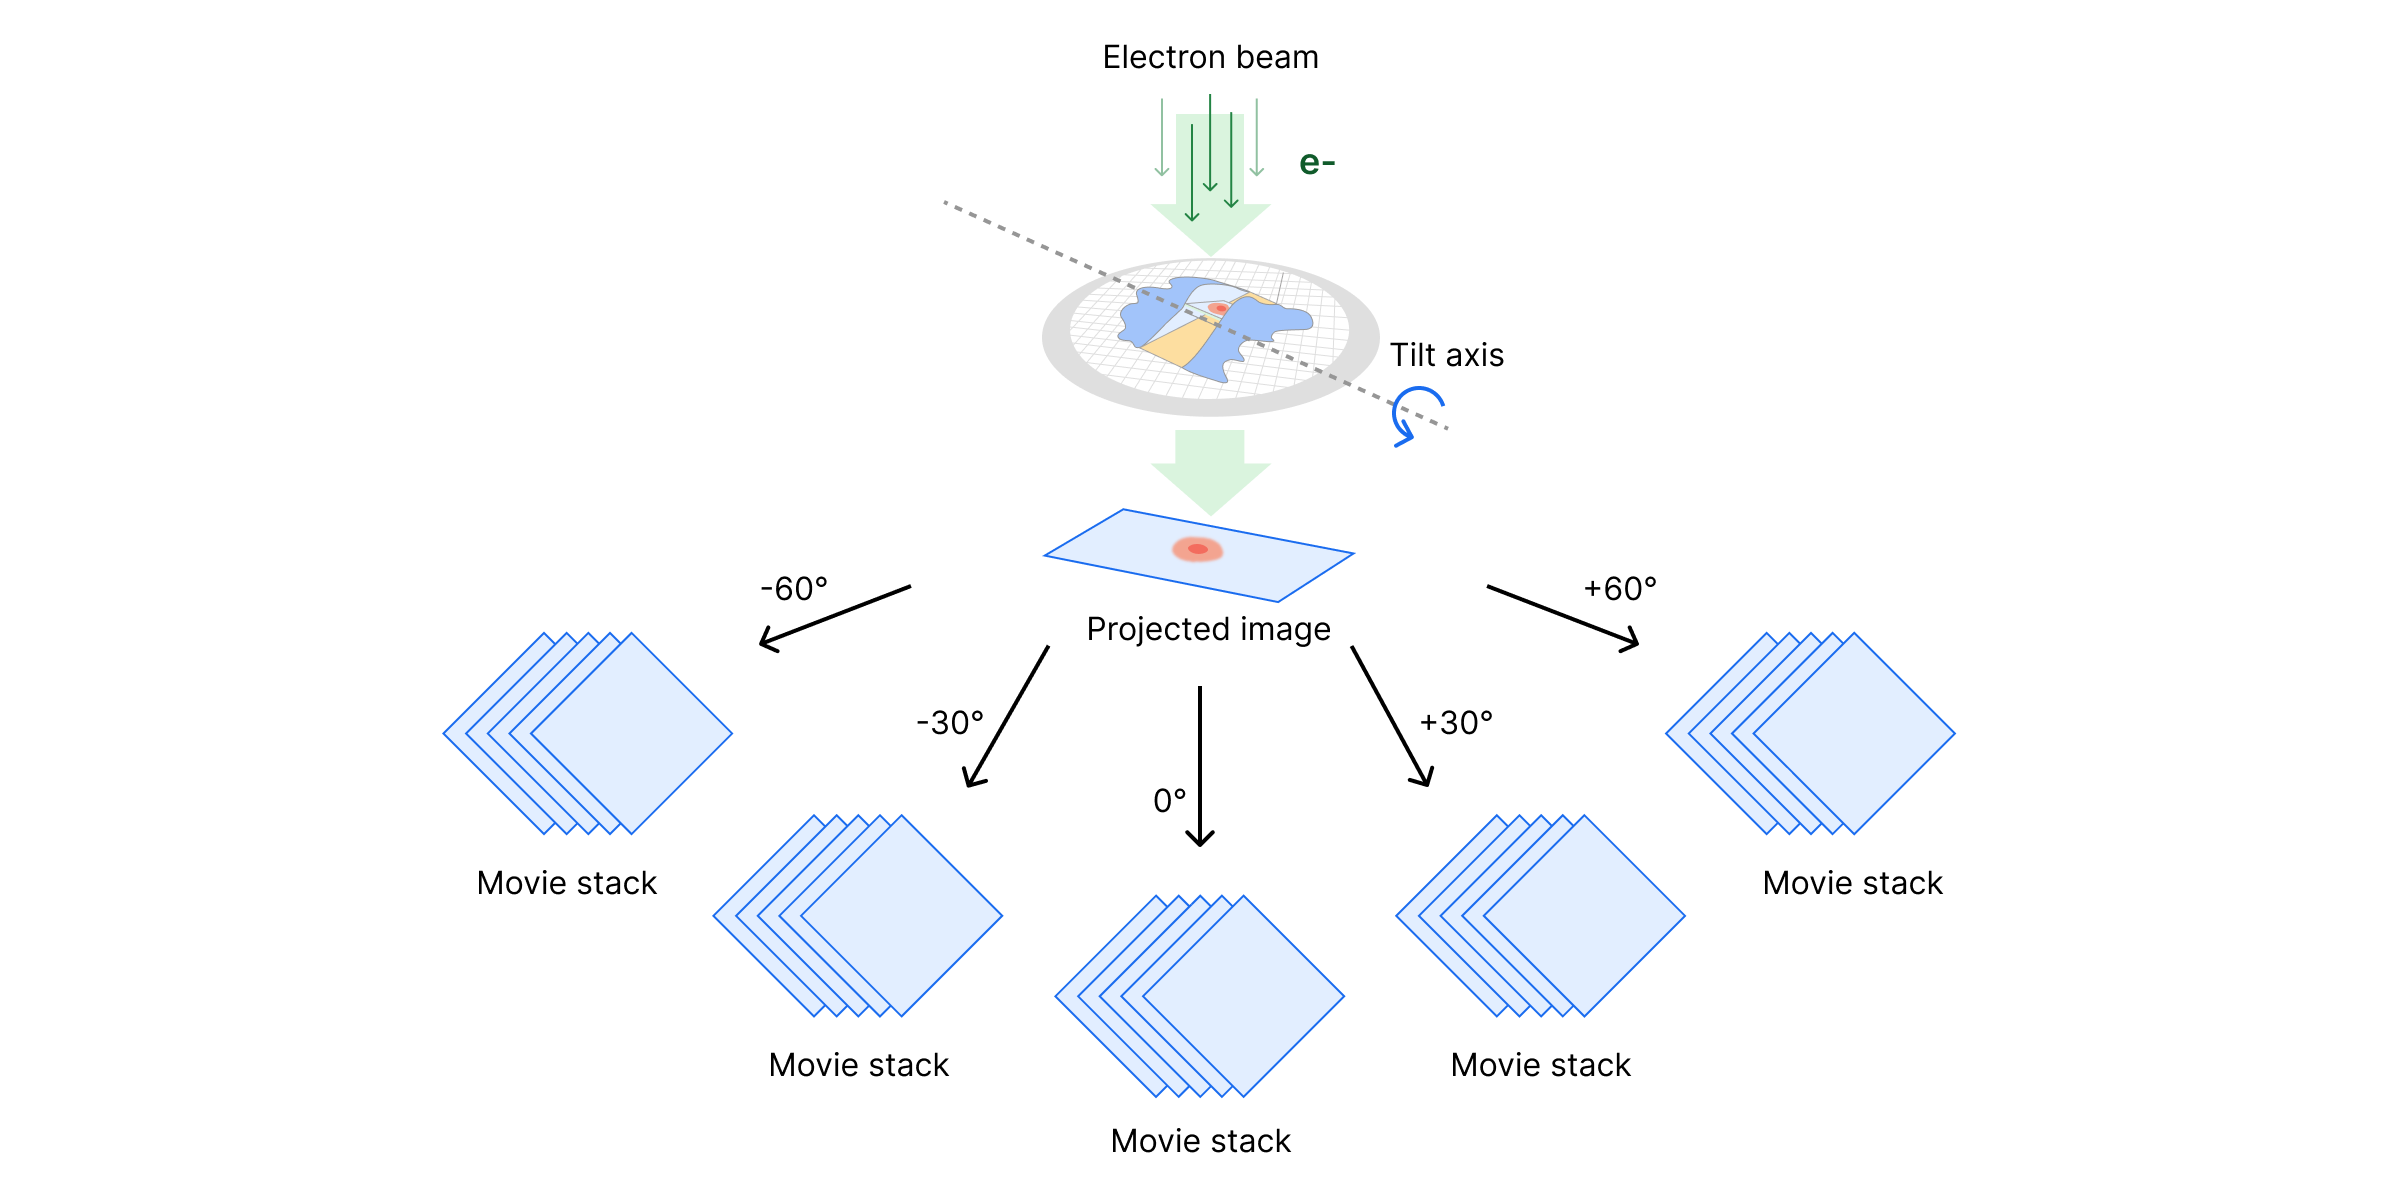 Electron beam
e-
Tilt axis
Projected image
-60°
+60°
-30°
+30°
0°
Movie stack
Movie stack
Movie stack
Movie stack
Movie stack